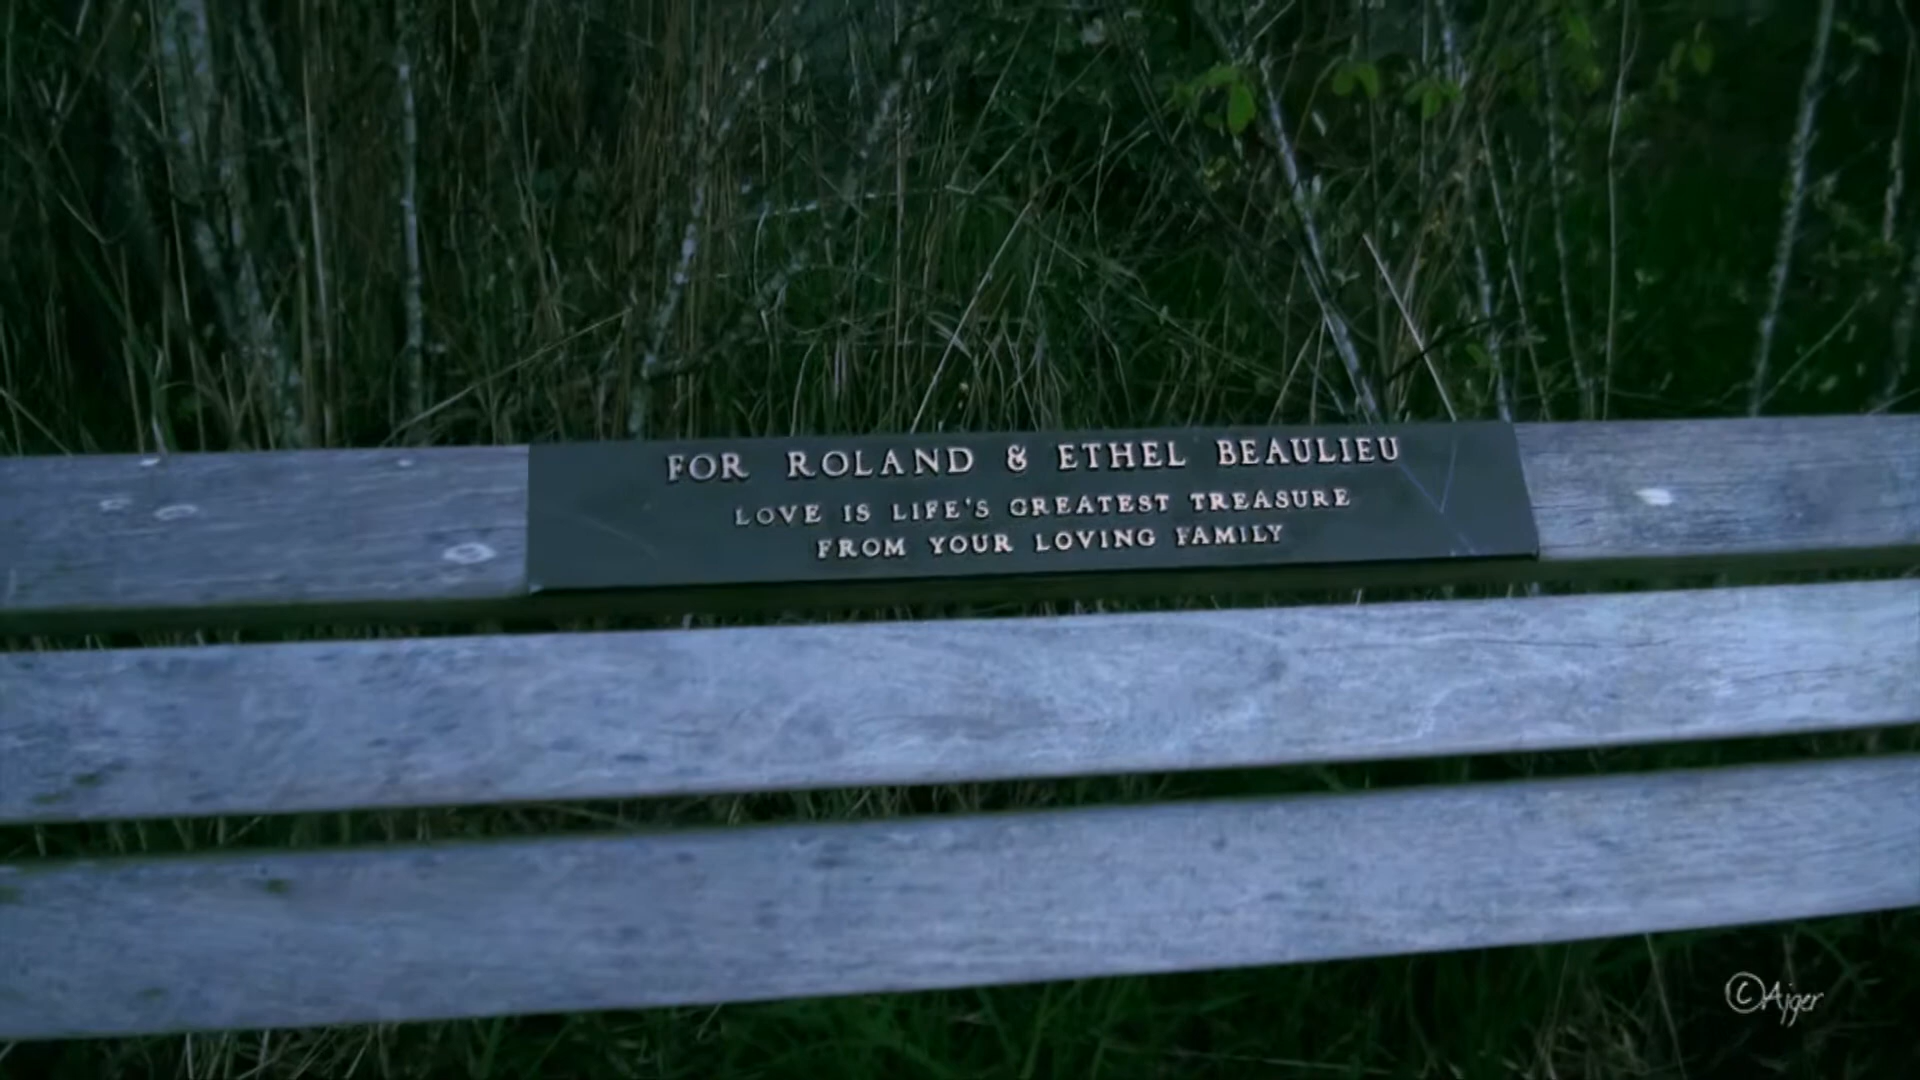 FOR ROLAND & ETHEL BEAULIEU
LOVE IS LIFE'S GREATEST TREASURE
FROM YOUR LOVING FAMILY
©Ajger